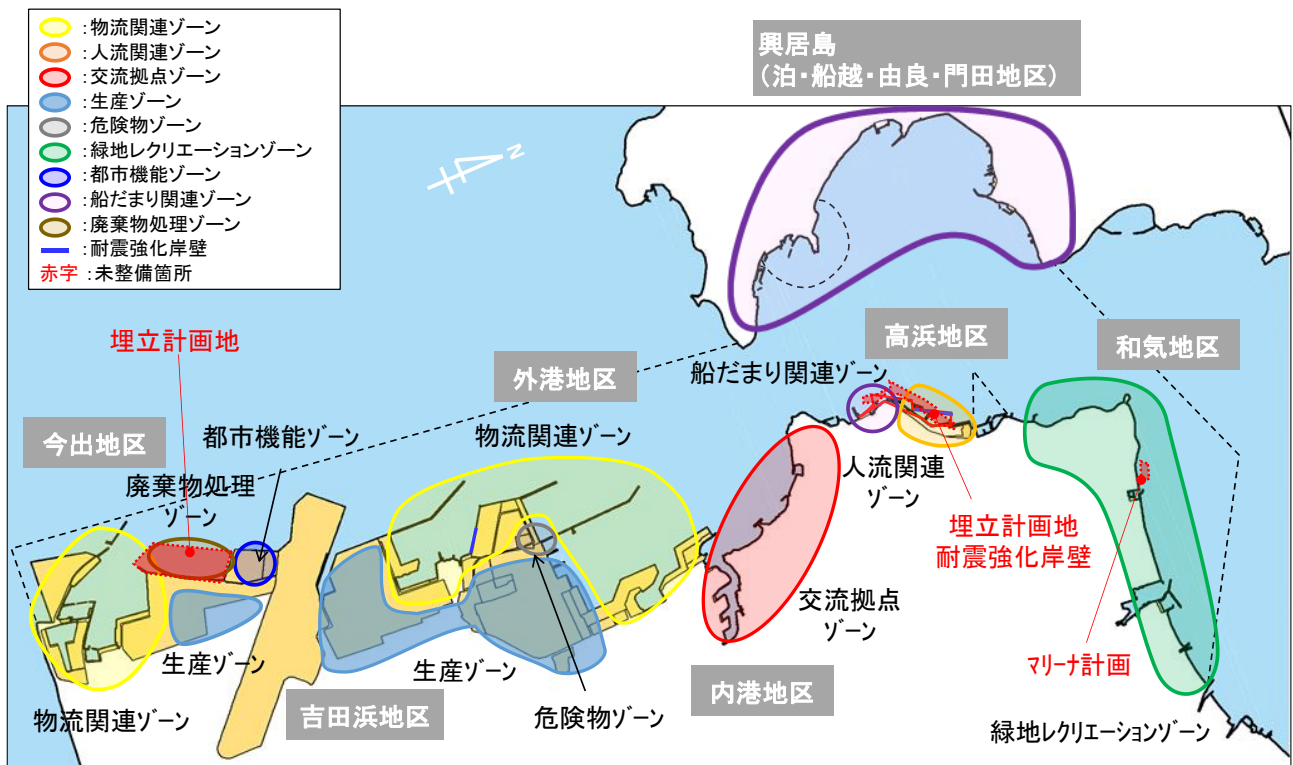 ：物流関連ゾーン
：人流関連ゾーン
：交流拠点ゾーン
：生産ゾーン
：危険物ゾーン
：緑地レクリエーションゾーン
：都市機能ゾーン
：船だまり関連ゾーン
：廃棄物処理ゾーン
：耐震強化岸壁
赤字：未整備箇所
興居島
（泊・船越・由良・門田地区）
N
埋立計画地
外港地区
高浜地区
和気地区
船だまり関連ゾーン
今出地区
都市機能ゾーン
物流関連ゾーン
廃棄物処理
ゾーン
人流関連
ゾーン
埋立計画地
耐震強化岸壁
交流拠点
ゾーン
マリーナ計画
生産ゾーン
生産ゾーン
内港地区
物流関連ゾーン
吉田浜地区
危険物ゾーン
緑地レクリエーションゾーン